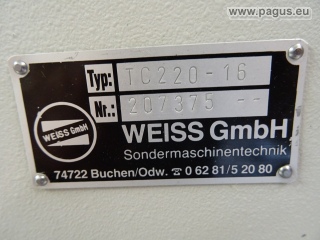 www.pagus.eu
Typ: TC220-16
Nr.: 207375 --
WEISS GmbH
WEISS GmbH
Sondermaschinentechnik
74722 Buchen/Odw. ☎ 0 62 81/5 20 80